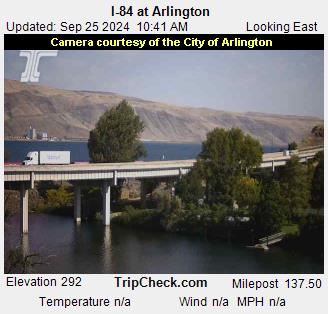 I-84 at Arlington
Updated: Sep 25 2024 10:41 AM Looking East
Camera courtesy of the City of Arlington
Elevation 292 TripCheck.com Milepost 137.50
Temperature n/a Wind n/a MPH n/a